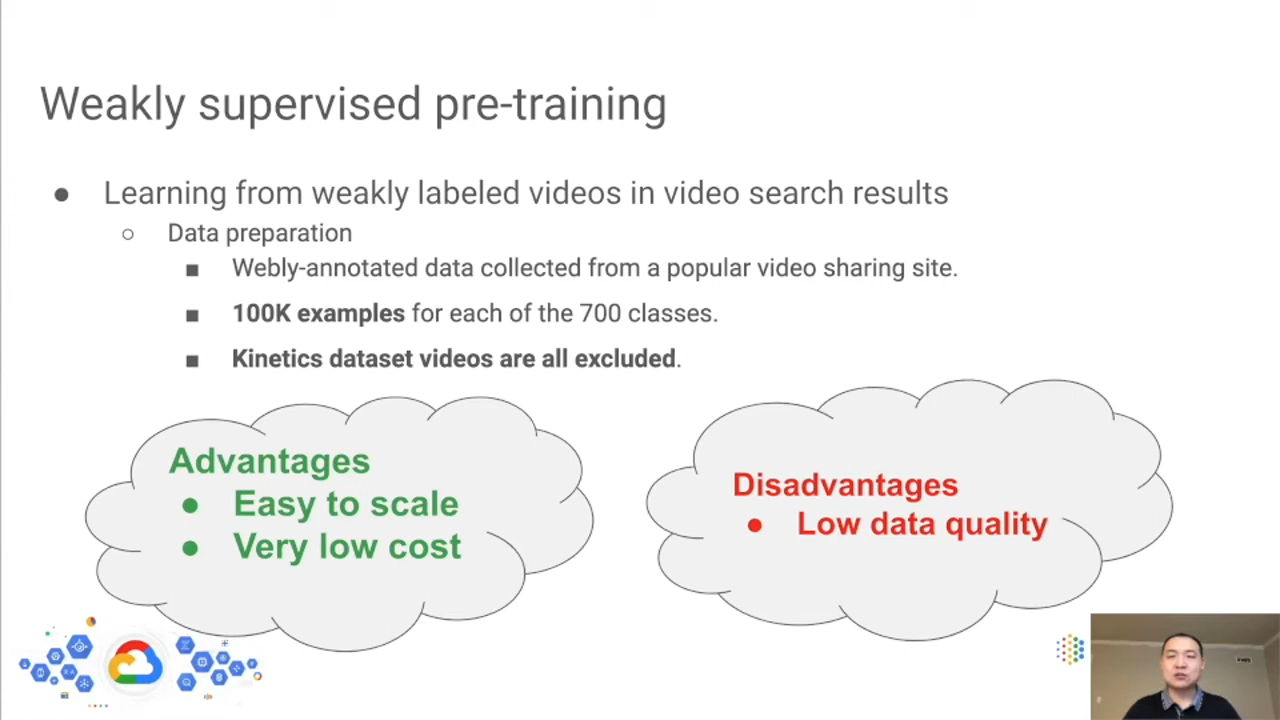 Weakly supervised pre-training
● Learning from weakly labeled videos in video search results
○ Data preparation
■ Webly-annotated data collected from a popular video sharing site.
■ 100K examples for each of the 700 classes.
■ Kinetics dataset videos are all excluded.
Advantages
● Easy to scale
● Very low cost
Disadvantages
● Low data quality